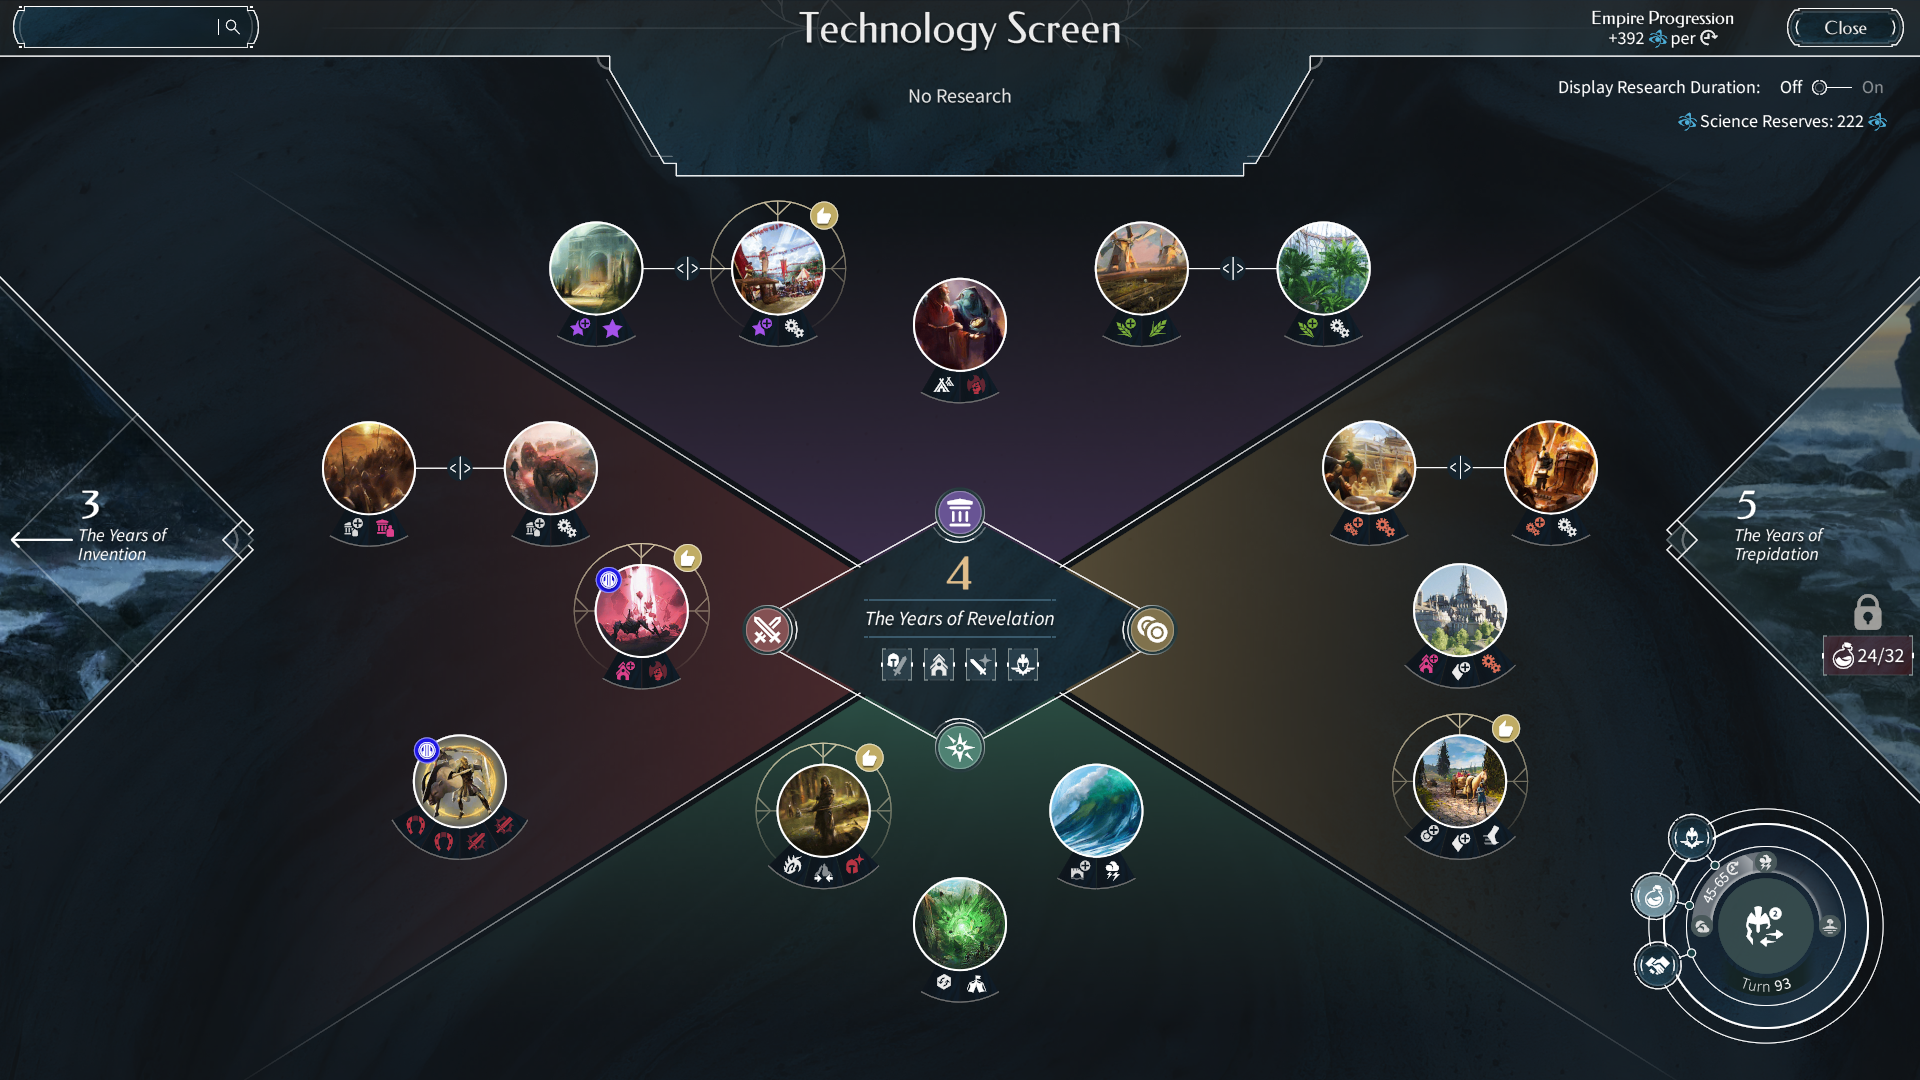 Technology Screen
Empire Progression
+392 per
Close
No Research
Display Research Duration: Off On
Science Reserves: 222
3
The Years of
Invention
4
The Years of Revelation
5
The Years of
Trepidation
24/32
45-65
2
Turn 93